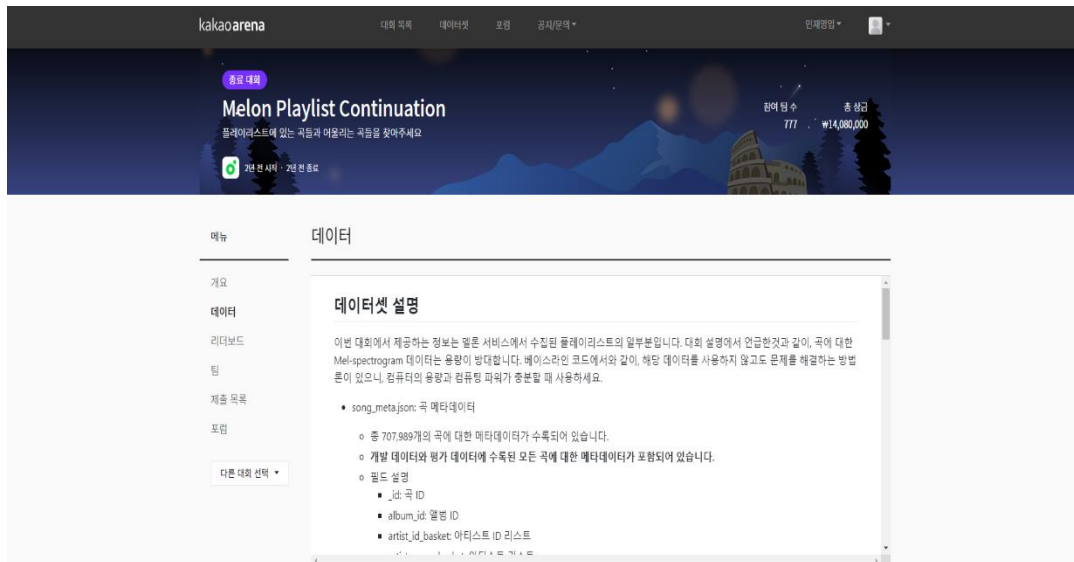 kakaoarena
대회 목록 데이터셋 포럼 공지/문의
인재영입
종료 대회
Melon Playlist Continuation
플레이리스트에 있는 곡들과 어울리는 곡들을 찾아주세요
2년 전 시작 · 2년 전 종료
참여 팀 수 총 상금
777 ₩14,080,000
메뉴
개요
데이터
리더보드
팀
제출 목록
포럼
다른 대회 선택
데이터
데이터셋 설명
이번 대회에서 제공하는 정보는 멜론 서비스에서 수집된 플레이리스트의 일부분입니다. 대회 설명에서 언급한것과 같이, 곡에 대한
Mel-spectrogram 데이터는 용량이 방대합니다. 베이스라인 코드에서와 같이, 해당 데이터를 사용하지 않고도 문제를 해결하는 방법
론이 있으니, 컴퓨터의 용량과 컴퓨팅 파워가 충분할 때 사용하세요.
• song_meta.json: 곡 메타데이터
○ 총 707,989개의 곡에 대한 메타데이터가 수록되어 있습니다.
○ 개발 데이터와 평가 데이터에 수록된 모든 곡에 대한 메타데이터가 포함되어 있습니다.
○ 필드 설명
■ _id: 곡 ID
■ album_id: 앨범 ID
■ artist_id_basket: 아티스트 ID 리스트